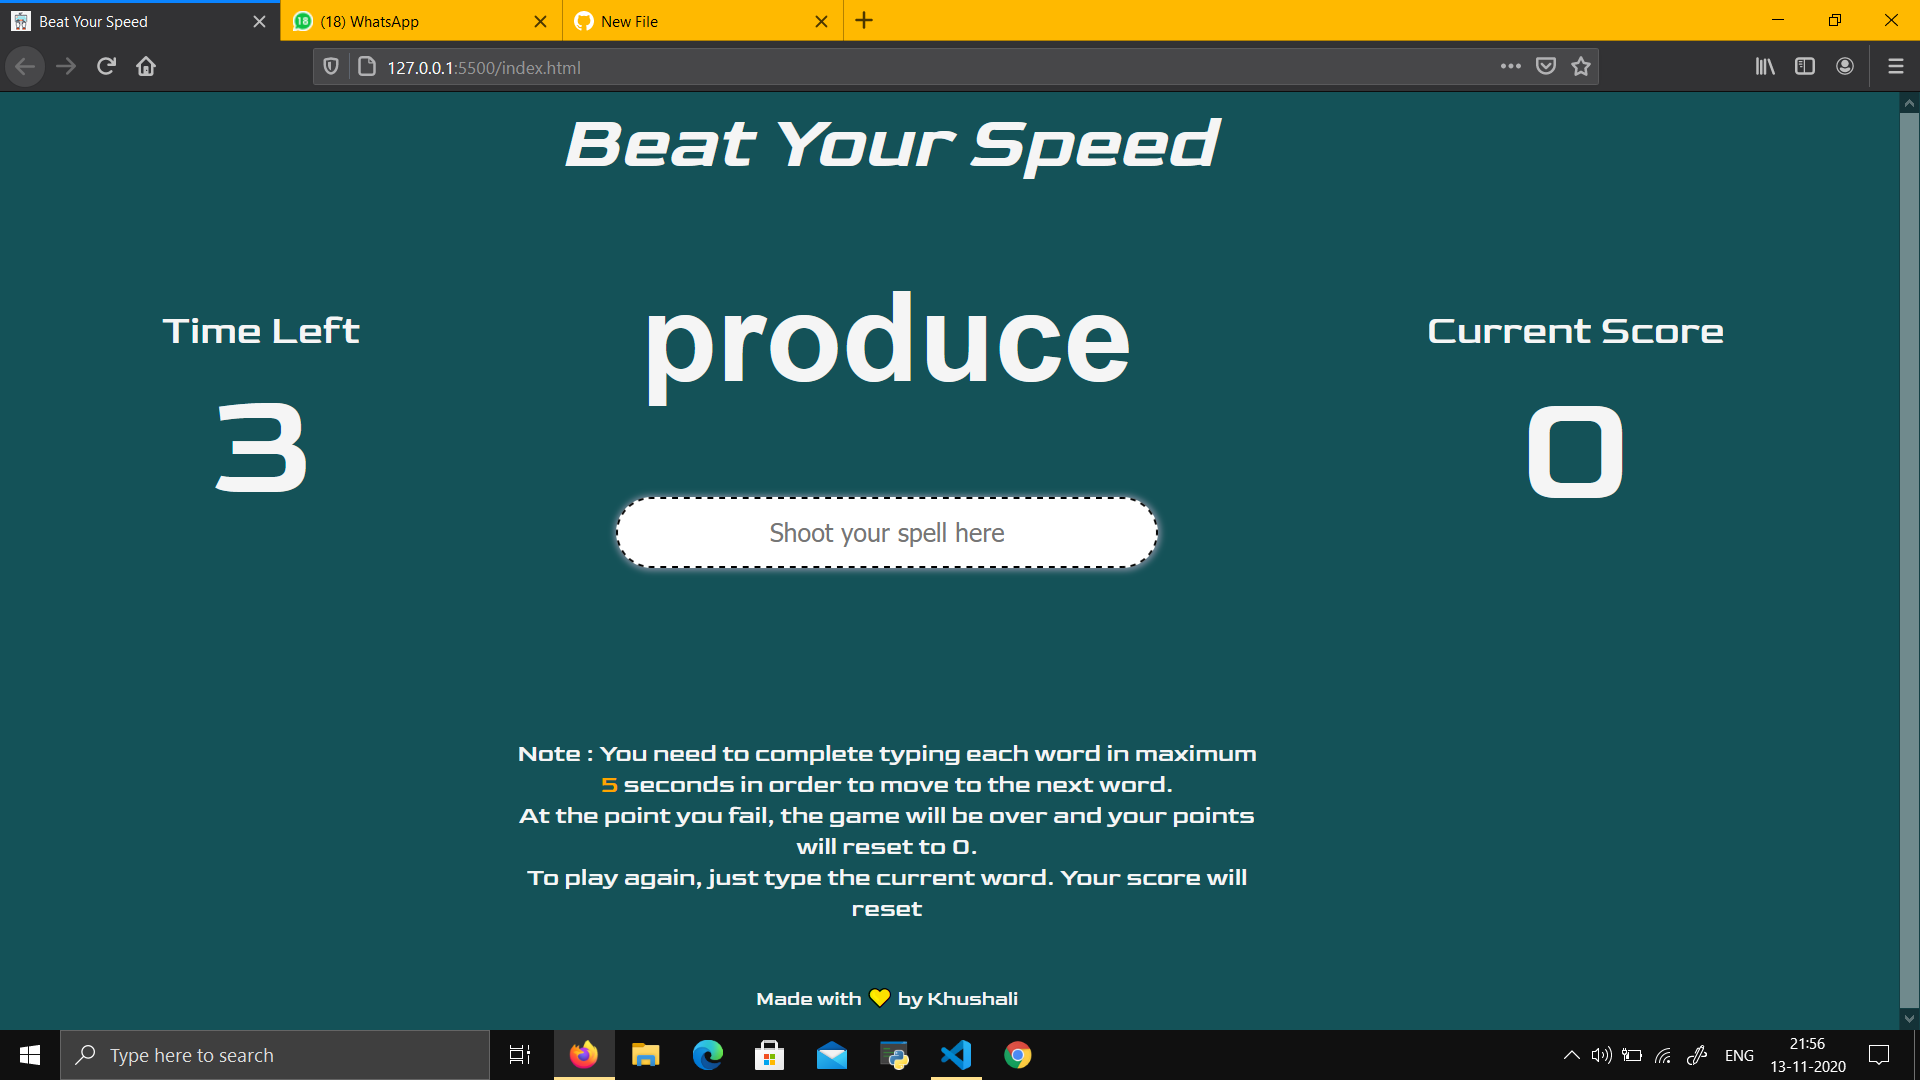 Beat Your Speed
(18) WhatsApp
New File
127.0.0.1:5500/index.html
Beat Your Speed
Time Left
3
produce
Current Score
0
Shoot your spell here
Note : You need to complete typing each word in maximum
5 seconds in order to move to the next word.
At the point you fail, the game will be over and your points
will reset to 0.
To play again, just type the current word. Your score will
reset
Made with 💛 by Khushali
Type here to search
ENG
21:56
13-11-2020